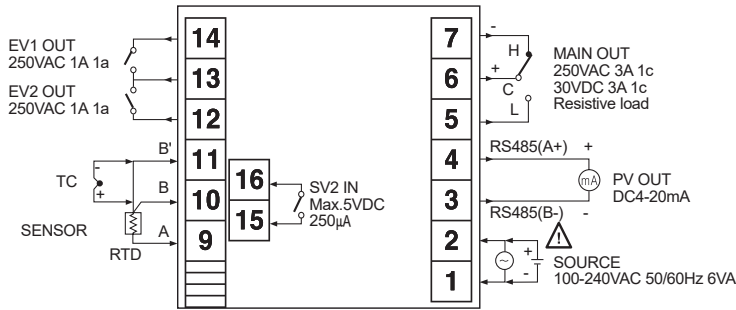 14
EV1 OUT
250VAC 1A 1a
13
EV2 OUT
250VAC 1A 1a
12
B'
11
-
TC
+
B
10
SENSOR
A
9
RTD
16
15
SV2 IN
Max.5VDC
250µA
7
-
H
6
+
C
L
5
MAIN OUT
250VAC 3A 1c
30VDC 3A 1c
Resistive load
4
RS485(A+) +
mA
PV OUT
DC4-20mA
3
RS485(B-) -
2
~
!
+
-
1
SOURCE
100-240VAC 50/60Hz 6VA